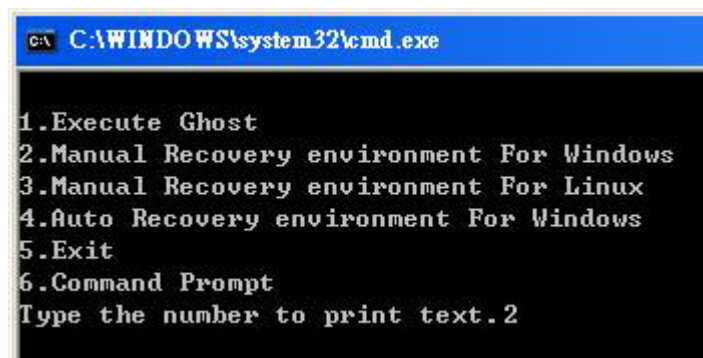 C:\WINDOWS\system32\cmd.exe
1.Execute Ghost
2.Manual Recovery environment For Windows
3.Manual Recovery environment For Linux
4.Auto Recovery environment For Windows
5.Exit
6.Command Prompt
Type the number to print text.2